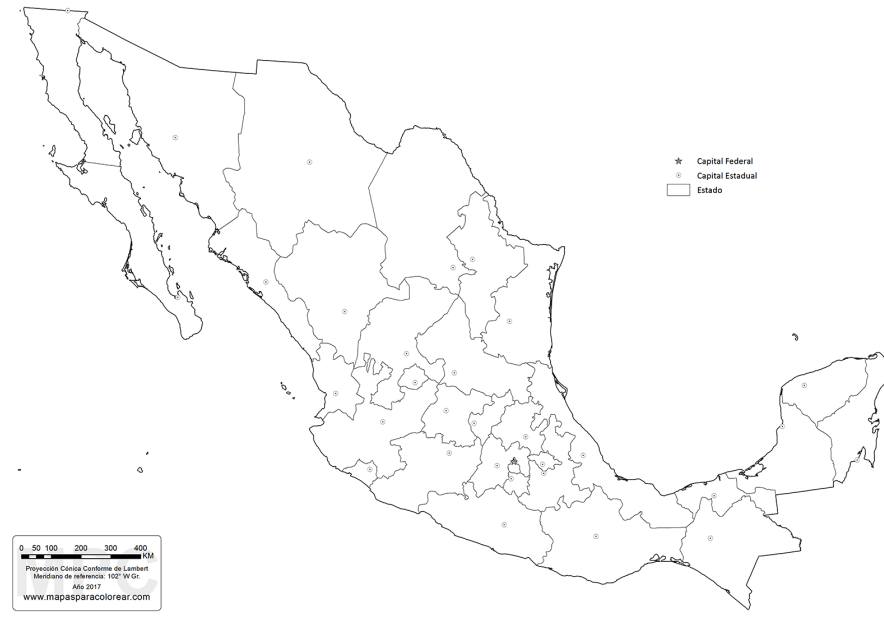 Capital Federal
Capital Estadual
Estado
0 50 100 200 300 400
KM
MPC
Proyección Cónica Conforme de Lambert
Meridiano de referencia: 102° W Gr.
Año 2017
www.mapasparacolorear.com